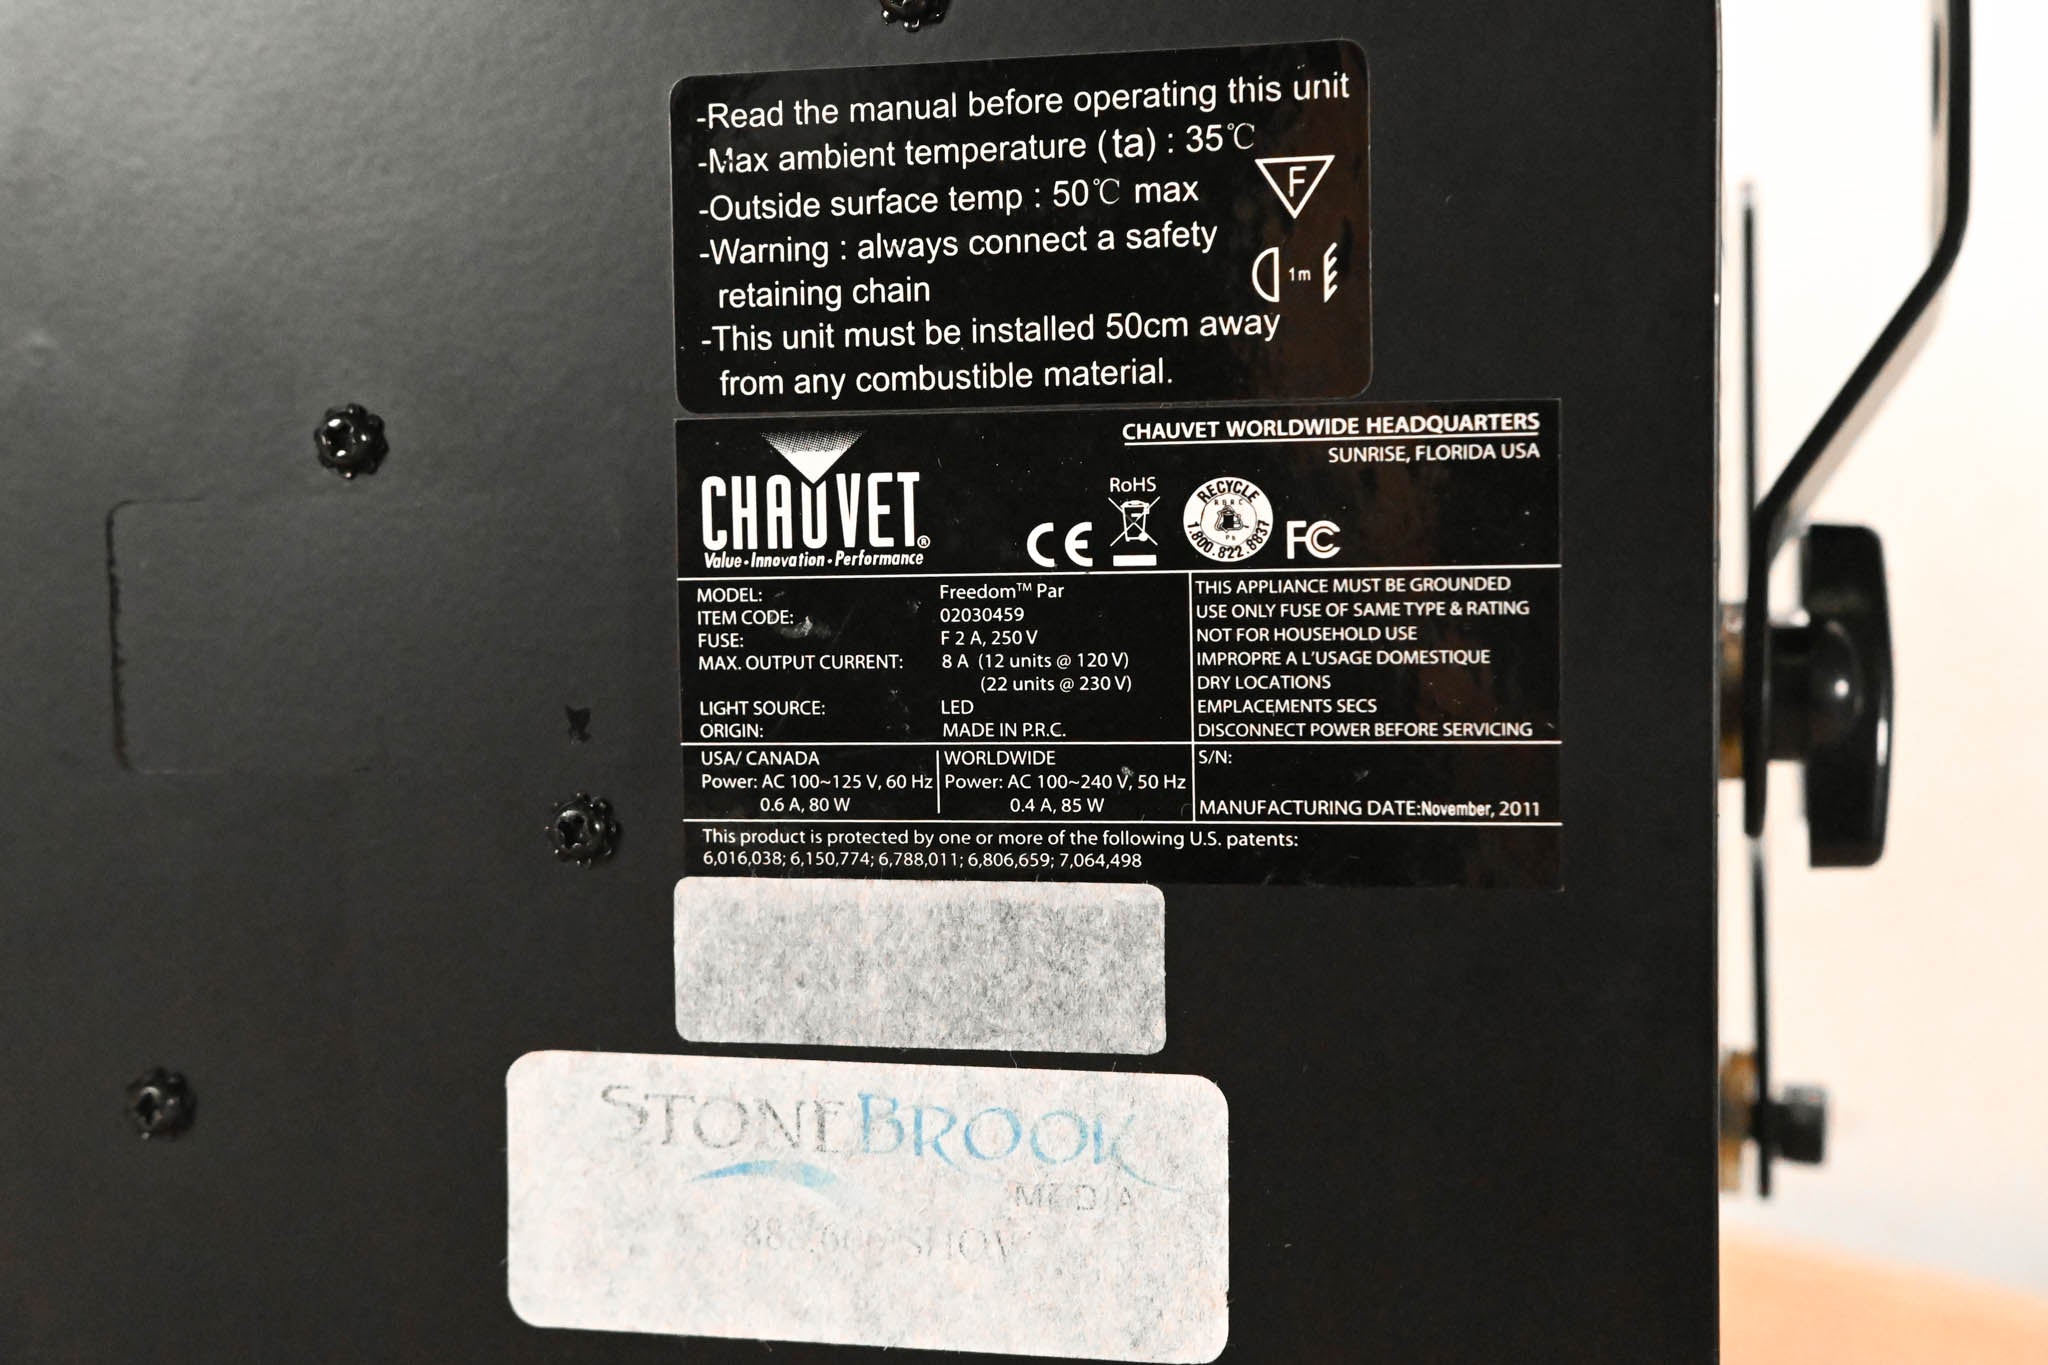 -Read the manual before operating this unit
-Max ambient temperature (ta) : 35℃
F
-Outside surface temp : 50℃ max
-Warning : always connect a safety
retaining chain
1m
-This unit must be installed 50cm away
from any combustible material.
CHAUVET WORLDWIDE HEADQUARTERS
SUNRISE, FLORIDA USA
CHAUVET®
Value•Innovation•Performance
CE
RoHS
RECYCLE
RBRC
Pb
1.800.822.8837
FC
MODEL: Freedom™ Par
ITEM CODE: 02030459
FUSE: F 2 A, 250 V
MAX. OUTPUT CURRENT: 8 A (12 units @ 120 V)
(22 units @ 230 V)
LIGHT SOURCE: LED
ORIGIN: MADE IN P.R.C.
THIS APPLIANCE MUST BE GROUNDED
USE ONLY FUSE OF SAME TYPE & RATING
NOT FOR HOUSEHOLD USE
IMPROPRE A L'USAGE DOMESTIQUE
DRY LOCATIONS
EMPLACEMENTS SECS
DISCONNECT POWER BEFORE SERVICING
USA/ CANADA
Power: AC 100~125 V, 60 Hz
0.6 A, 80 W
WORLDWIDE
Power: AC 100~240 V, 50 Hz
0.4 A, 85 W
S/N:
MANUFACTURING DATE:November, 2011
This product is protected by one or more of the following U.S. patents:
6,016,038; 6,150,774; 6,788,011; 6,806,659; 7,064,498
STONEBROOK
MEDIA